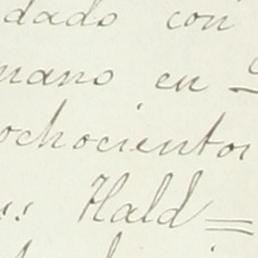 dado con
mano en
ochocientos
Hald=